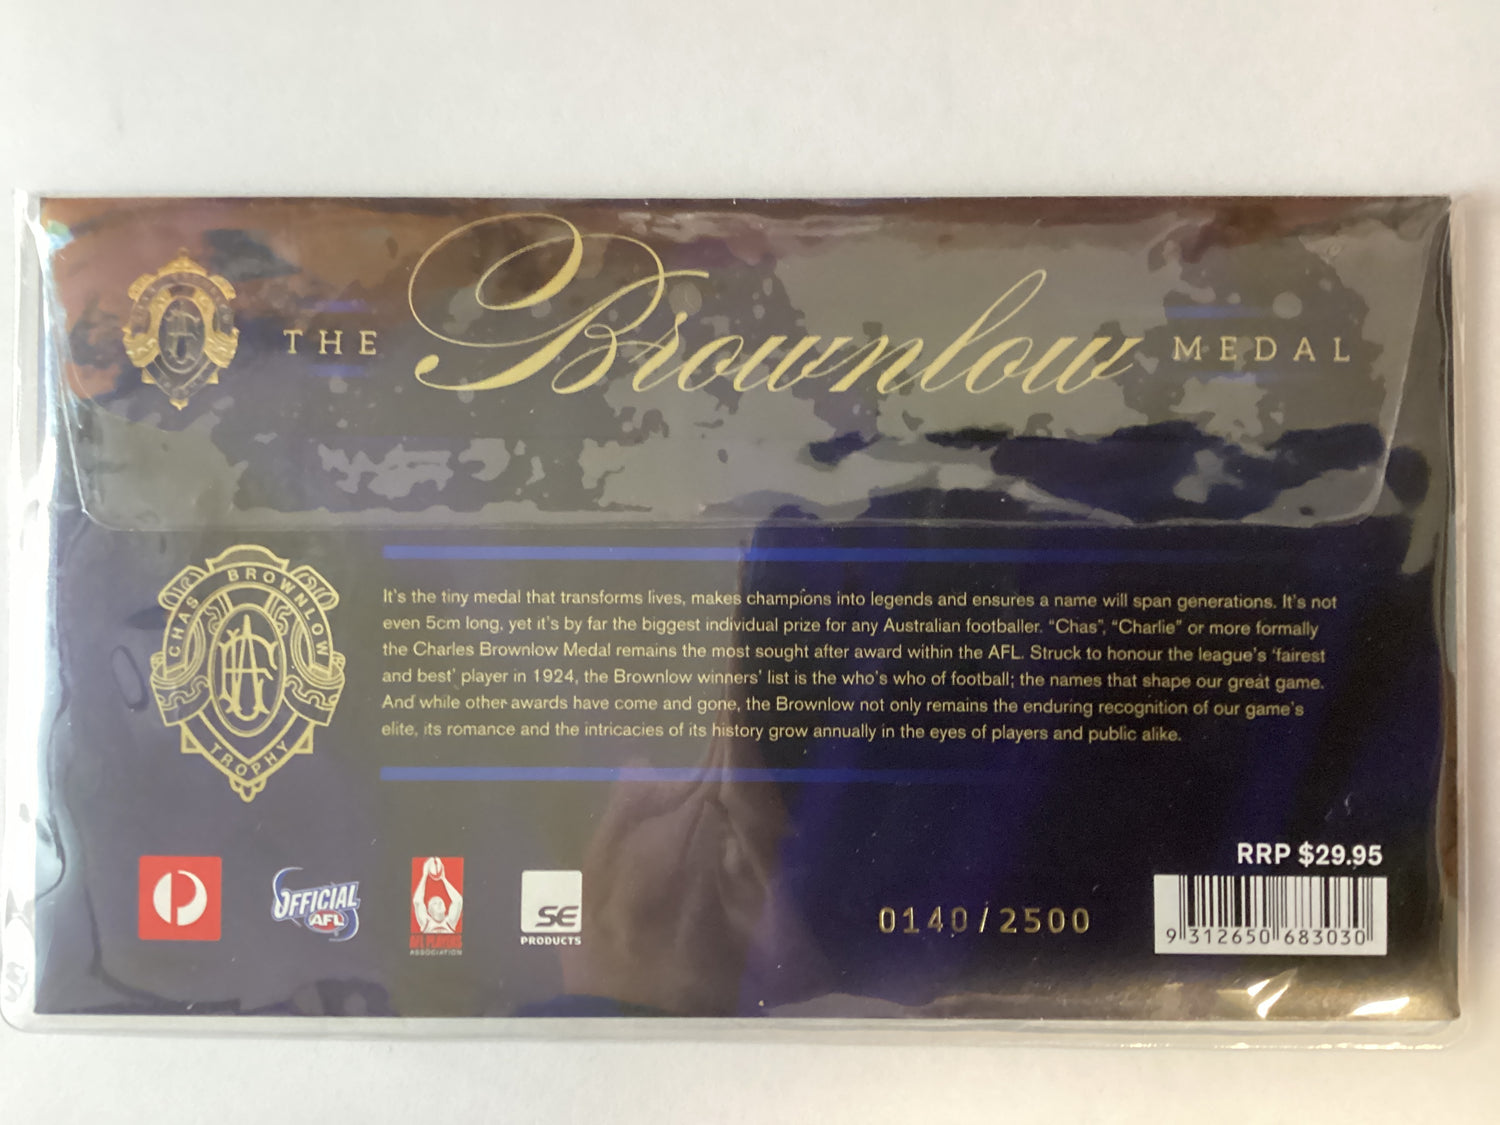 THE Brownlow MEDAL
CHAS BROWNLOW
TROPHY
It's the tiny medal that transforms lives, makes champions into legends and ensures a name will span generations. It's not
even 5cm long, yet it's by far the biggest individual prize for any Australian footballer. “Chas”, “Charlie” or more formally
the Charles Brownlow Medal remains the most sought after award within the AFL. Struck to honour the league's ‘fairest
and best’ player in 1924, the Brownlow winners’ list is the who's who of football; the names that shape our great game.
And while other awards have come and gone, the Brownlow not only remains the enduring recognition of our game's
elite, its romance and the intricacies of its history grow annually in the eyes of players and public alike.
RRP $29.95
OFFICIAL
AFL
AFL PLAYERS
ASSOCIATION
SE
PRODUCTS
0140/2500
9 312650 683030